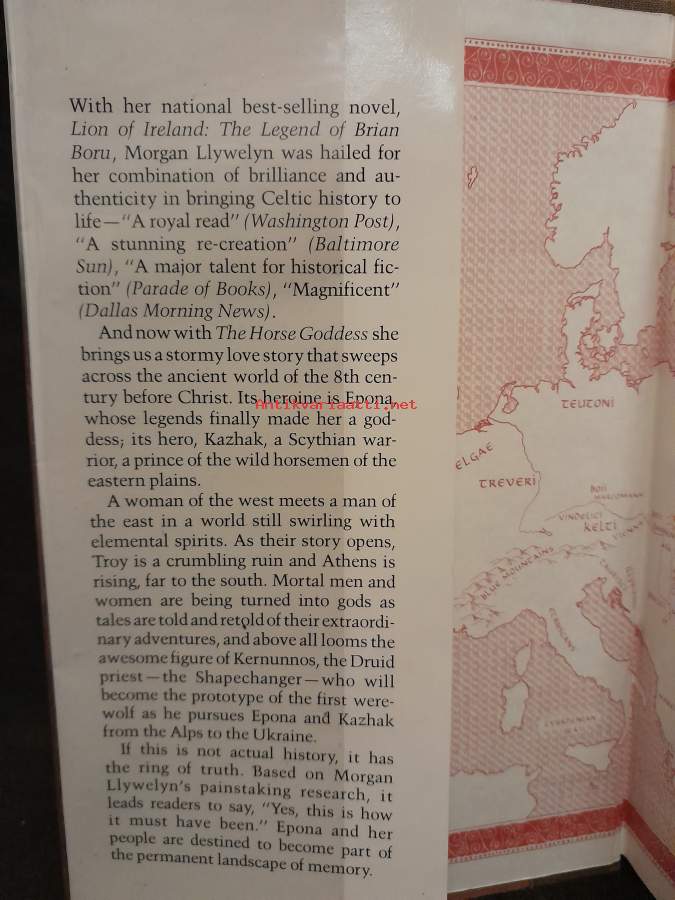 With her national best-selling novel,
Lion of Ireland: The Legend of Brian
Boru, Morgan Llywelyn was hailed for
her combination of brilliance and au-
thenticity in bringing Celtic history to
life—"A royal read" (Washington Post),
"A stunning re-creation" (Baltimore
Sun), "A major talent for historical fic-
tion" (Parade of Books), "Magnificent"
(Dallas Morning News).
And now with The Horse Goddess she
brings us a stormy love story that sweeps
across the ancient world of the 8th cen-
tury before Christ. Its heroine is Epona,
whose legends finally made her a god-
dess; its hero, Kazhak, a Scythian war-
rior, a prince of the wild horsemen of the
eastern plains.
A woman of the west meets a man of
the east in a world still swirling with
elemental spirits. As their story opens,
Troy is a crumbling ruin and Athens is
rising, far to the south. Mortal men and
women are being turned into gods as
tales are told and retold of their extraordi-
nary adventures, and above all looms the
awesome figure of Kernunnos, the Druid
priest—the Shapechanger—who will
become the prototype of the first were-
wolf as he pursues Epona and Kazhak
from the Alps to the Ukraine.
If this is not actual history, it has
the ring of truth. Based on Morgan
Llywelyn's painstaking research, it
leads readers to say, "Yes, this is how
it must have been." Epona and her
people are destined to become part of
the permanent landscape of memory.
Antikvariaatti.net
TEUTONI
ELGAE
TREVERI
BOII
MARCOMANNI
VINDELICI
KELTI
VIENNA
BLUE MOUNTAINS